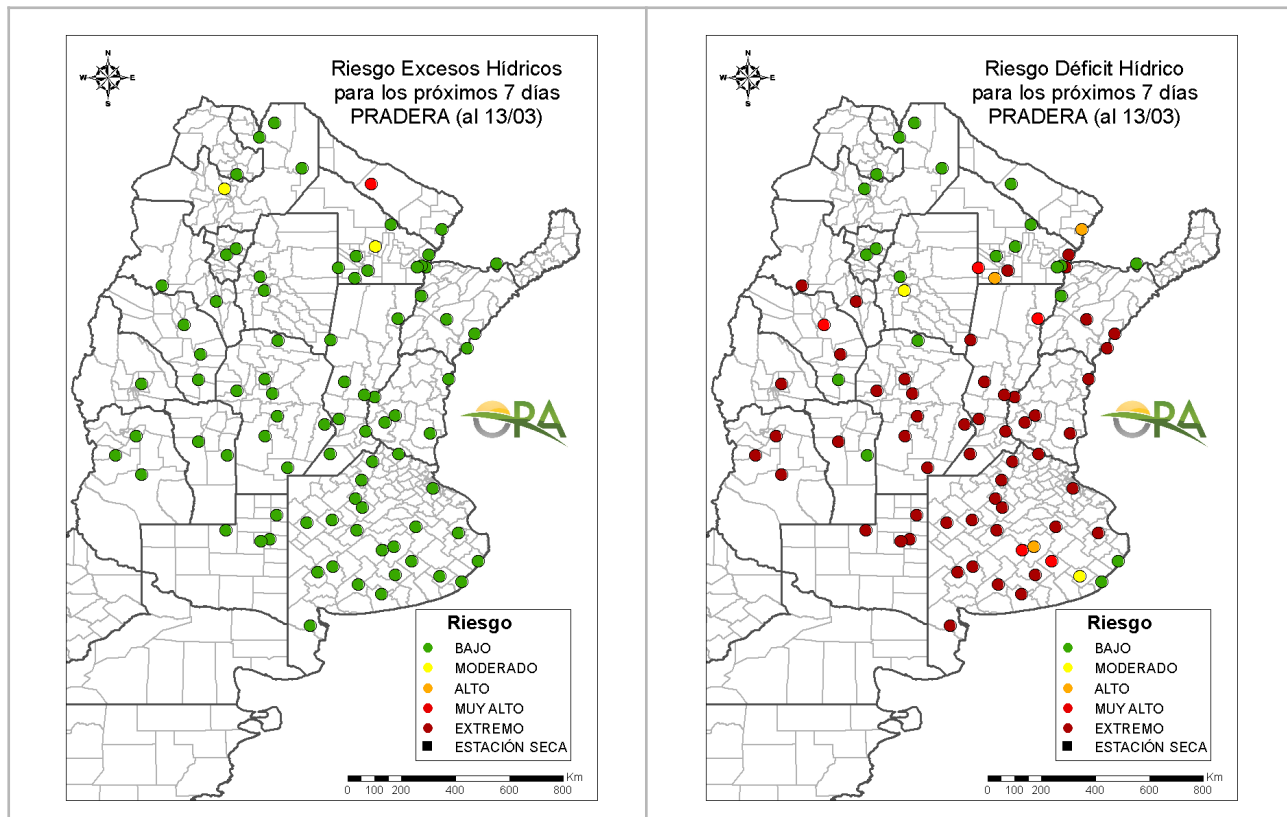 N
W
E
S
Riesgo Excesos Hídricos
para los próximos 7 días
PRADERA (al 13/03)
ORA
Riesgo
BAJO
MODERADO
ALTO
MUY ALTO
EXTREMO
ESTACIÓN SECA
Km
0 100 200 400 600 800
N
W
E
S
Riesgo Déficit Hídrico
para los próximos 7 días
PRADERA (al 13/03)
ORA
Riesgo
BAJO
MODERADO
ALTO
MUY ALTO
EXTREMO
ESTACIÓN SECA
Km
0 100 200 400 600 800